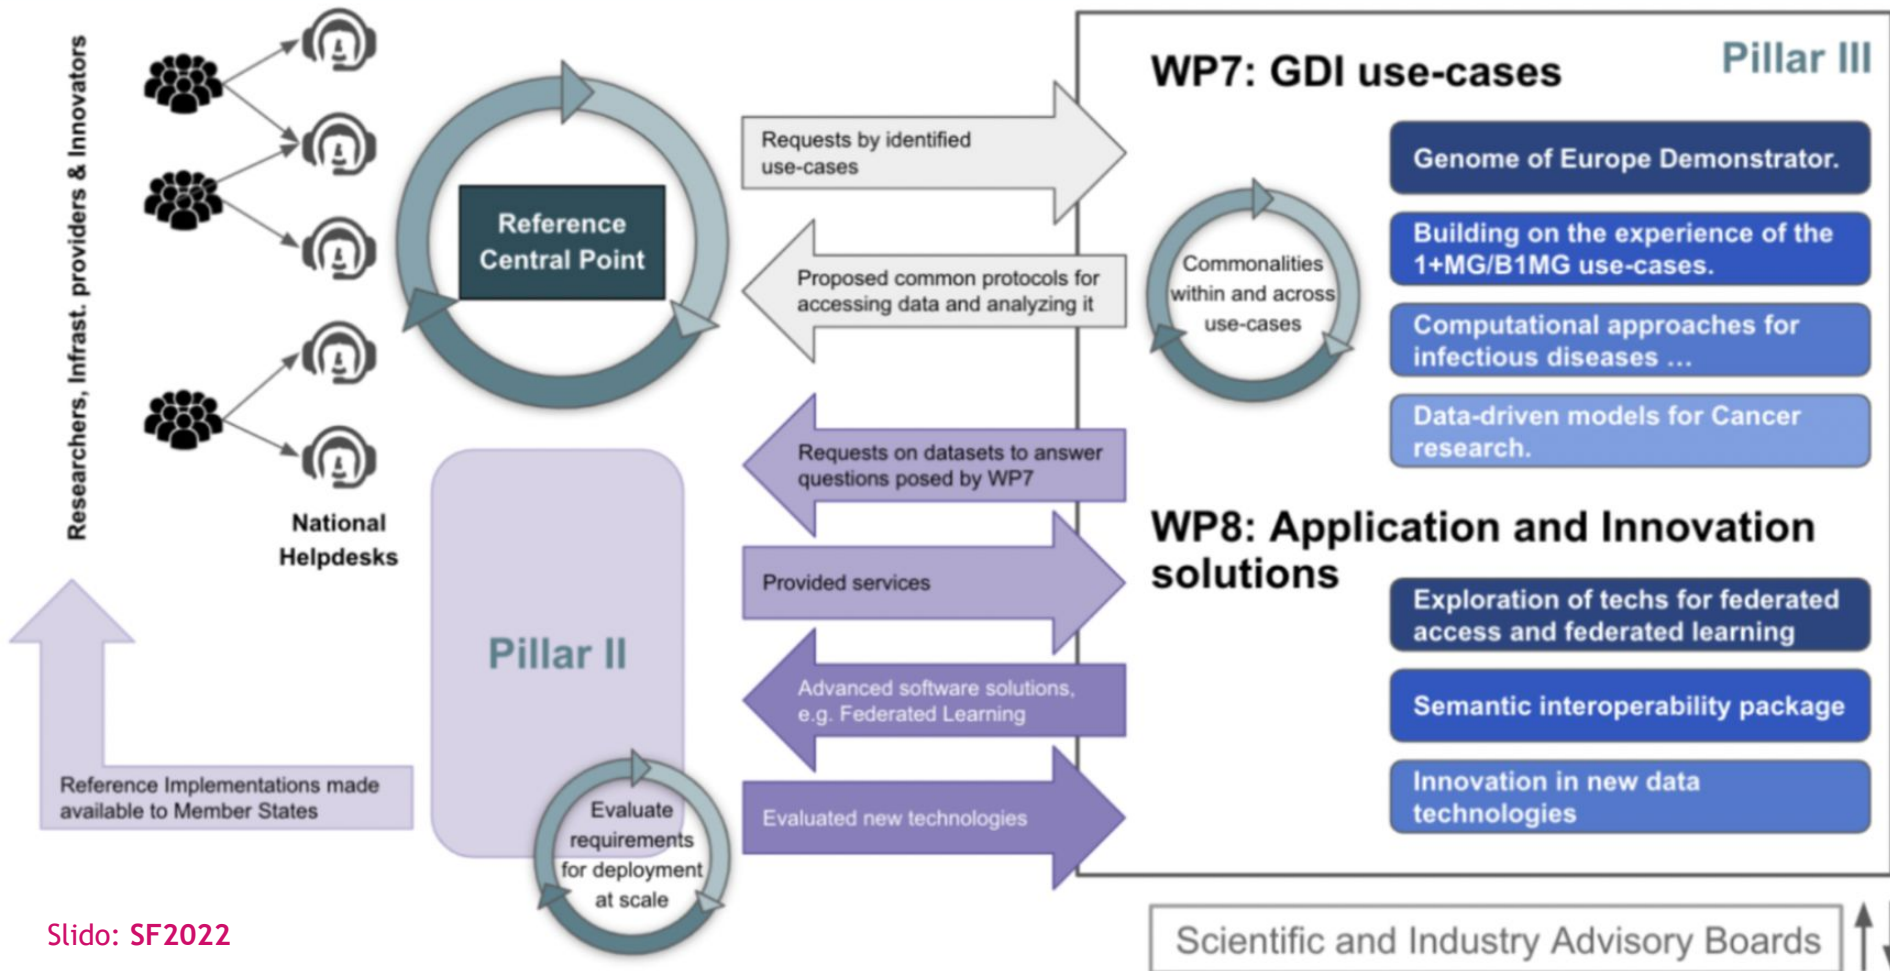 Researchers, Infrast. providers & Innovators
National
Helpdesks
Reference
Central Point
Requests by identified
use-cases
Proposed common protocols for
accessing data and analyzing it
Requests on datasets to answer
questions posed by WP7
Provided services
Advanced software solutions,
e.g. Federated Learning
Evaluated new technologies
Pillar II
Evaluate
requirements
for deployment
at scale
Reference Implementations made
available to Member States
Pillar III
WP7: GDI use-cases
Commonalities
within and across
use-cases
Genome of Europe Demonstrator.
Building on the experience of the
1+MG/B1MG use-cases.
Computational approaches for
infectious diseases ...
Data-driven models for Cancer
research.
WP8: Application and Innovation
solutions
Exploration of techs for federated
access and federated learning
Semantic interoperability package
Innovation in new data
technologies
Scientific and Industry Advisory Boards
Slido: SF2022